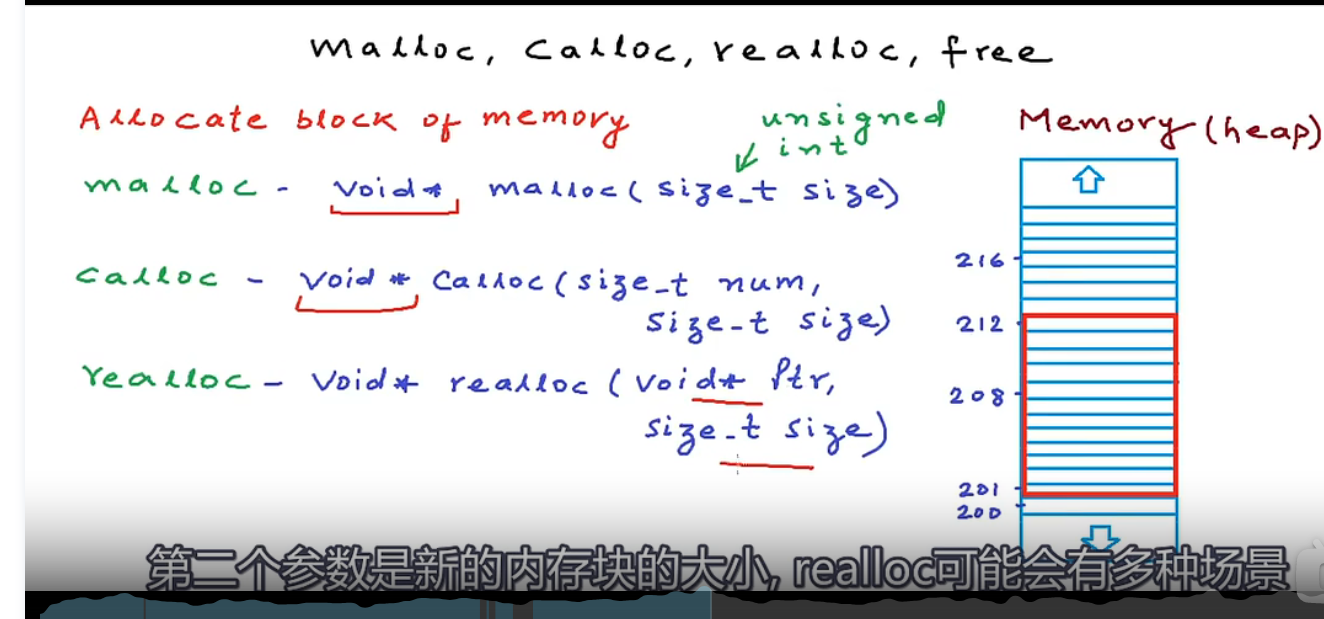 malloc, calloc, realloc, free
Allocate block of memory
unsigned
int
Memory (heap)
malloc - void* malloc(size_t size)
calloc - void * calloc(size_t num,
size_t size)
realloc - void* realloc (void* Ptr,
size_t size)
216
212
208
201
200
第二个参数是新的内存块的大小, realloc可能会有多种场景